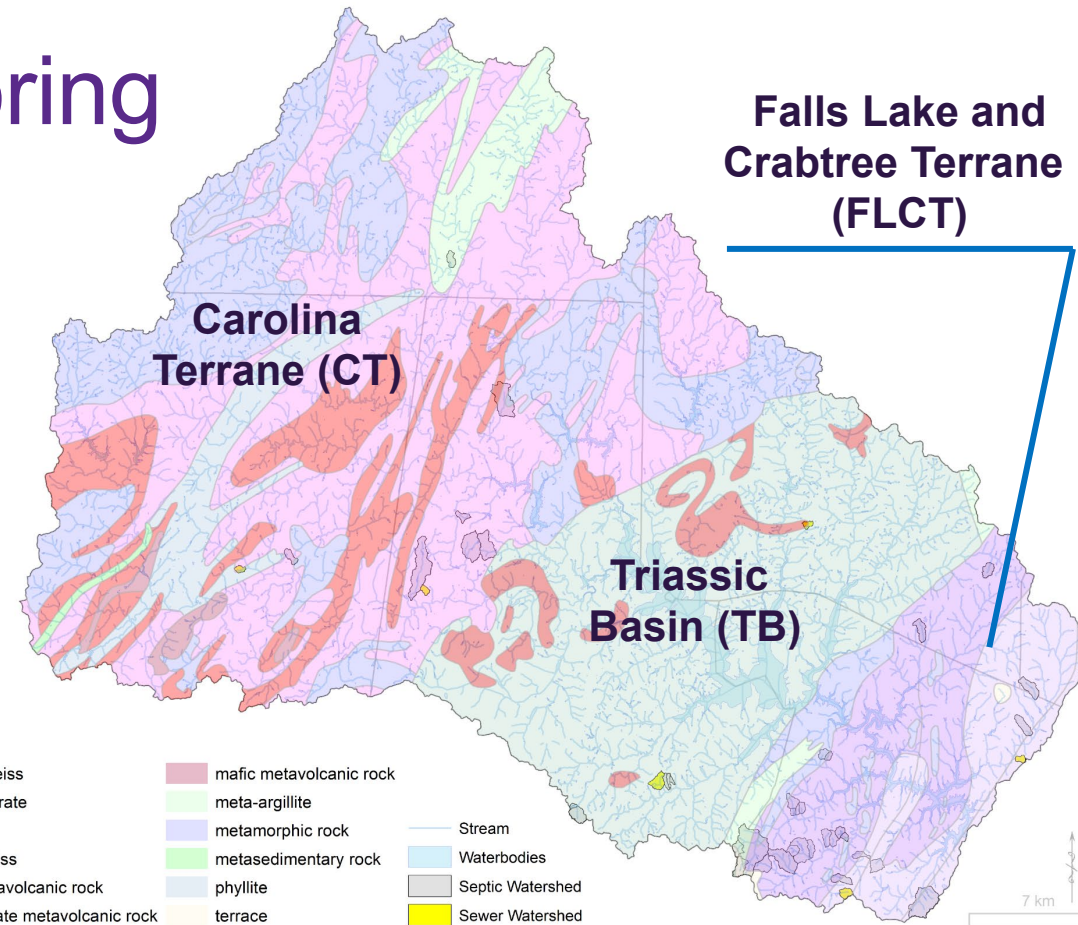 oring
Falls Lake and
Crabtree Terrane
(FLCT)
Carolina
Terrane (CT)
Triassic
Basin (TB)
eiss
rate
ss
avolcanic rock
ate metavolcanic rock
mafic metavolcanic rock
meta-argillite
metamorphic rock
metasedimentary rock
phyllite
terrace
Stream
Waterbodies
Septic Watershed
Sewer Watershed
7 km